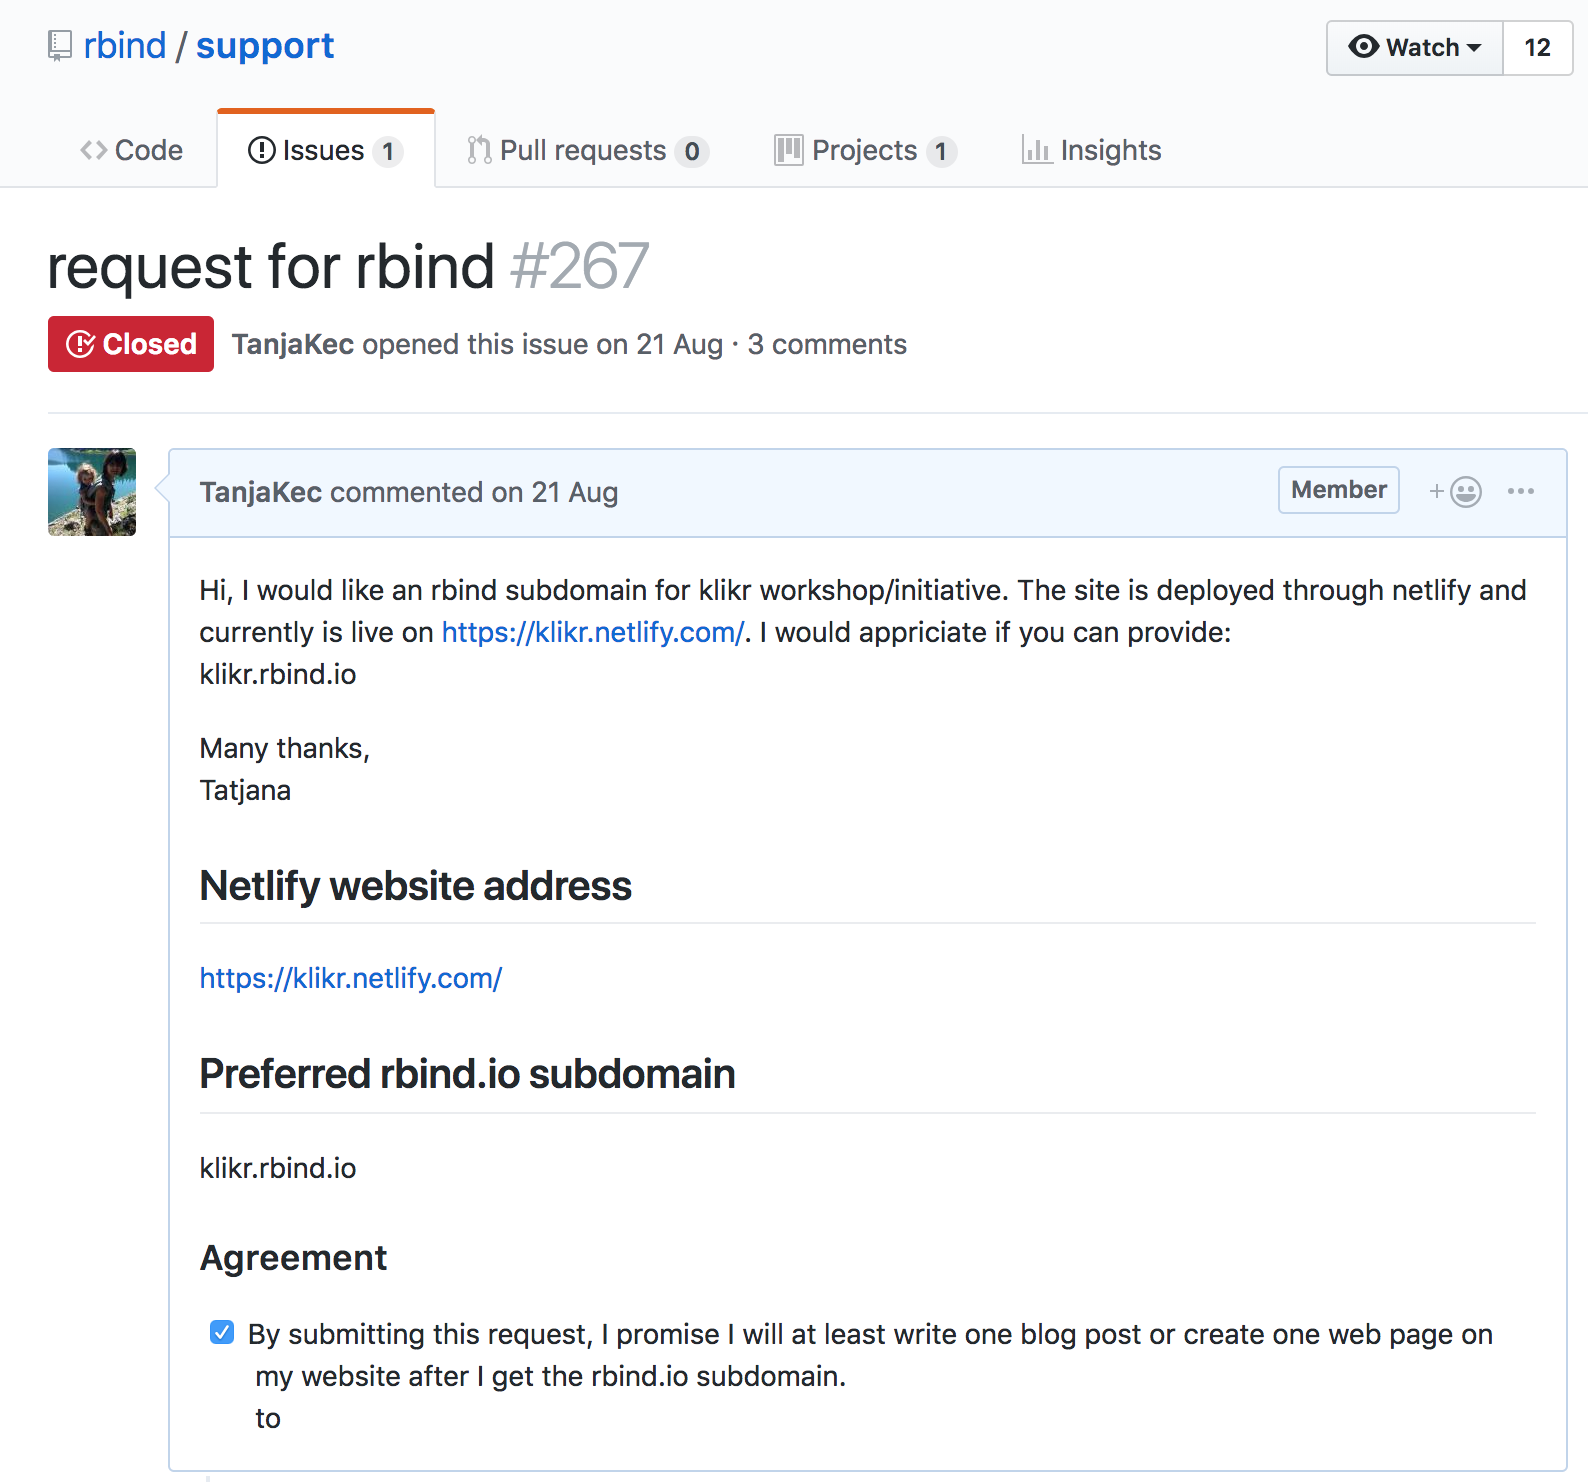 rbind / support
Watch 12
Code Issues 1 Pull requests 0 Projects 1 Insights
request for rbind #267
Closed TanjaKec opened this issue on 21 Aug · 3 comments
TanjaKec commented on 21 Aug Member
Hi, I would like an rbind subdomain for klikr workshop/initiative. The site is deployed through netlify and
currently is live on https://klikr.netlify.com/. I would appriciate if you can provide:
klikr.rbind.io
Many thanks,
Tatjana
Netlify website address
https://klikr.netlify.com/
Preferred rbind.io subdomain
klikr.rbind.io
Agreement
By submitting this request, I promise I will at least write one blog post or create one web page on
my website after I get the rbind.io subdomain.
to